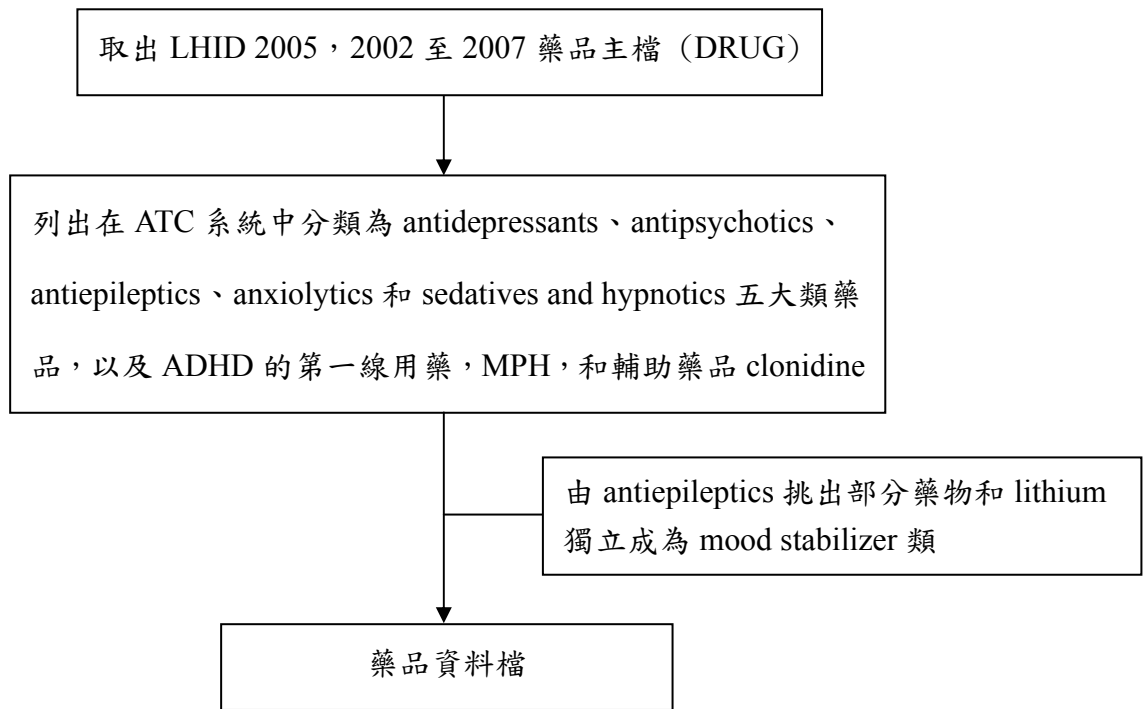 取出 LHID 2005，2002 至 2007 藥品主檔（DRUG）
列出在 ATC 系統中分類為 antidepressants、antipsychotics、
antiepileptics、anxiolytics 和 sedatives and hypnotics 五大類藥
品，以及 ADHD 的第一線用藥，MPH，和輔助藥品 clonidine
由 antiepileptics 挑出部分藥物和 lithium
獨立成為 mood stabilizer 類
藥品資料檔